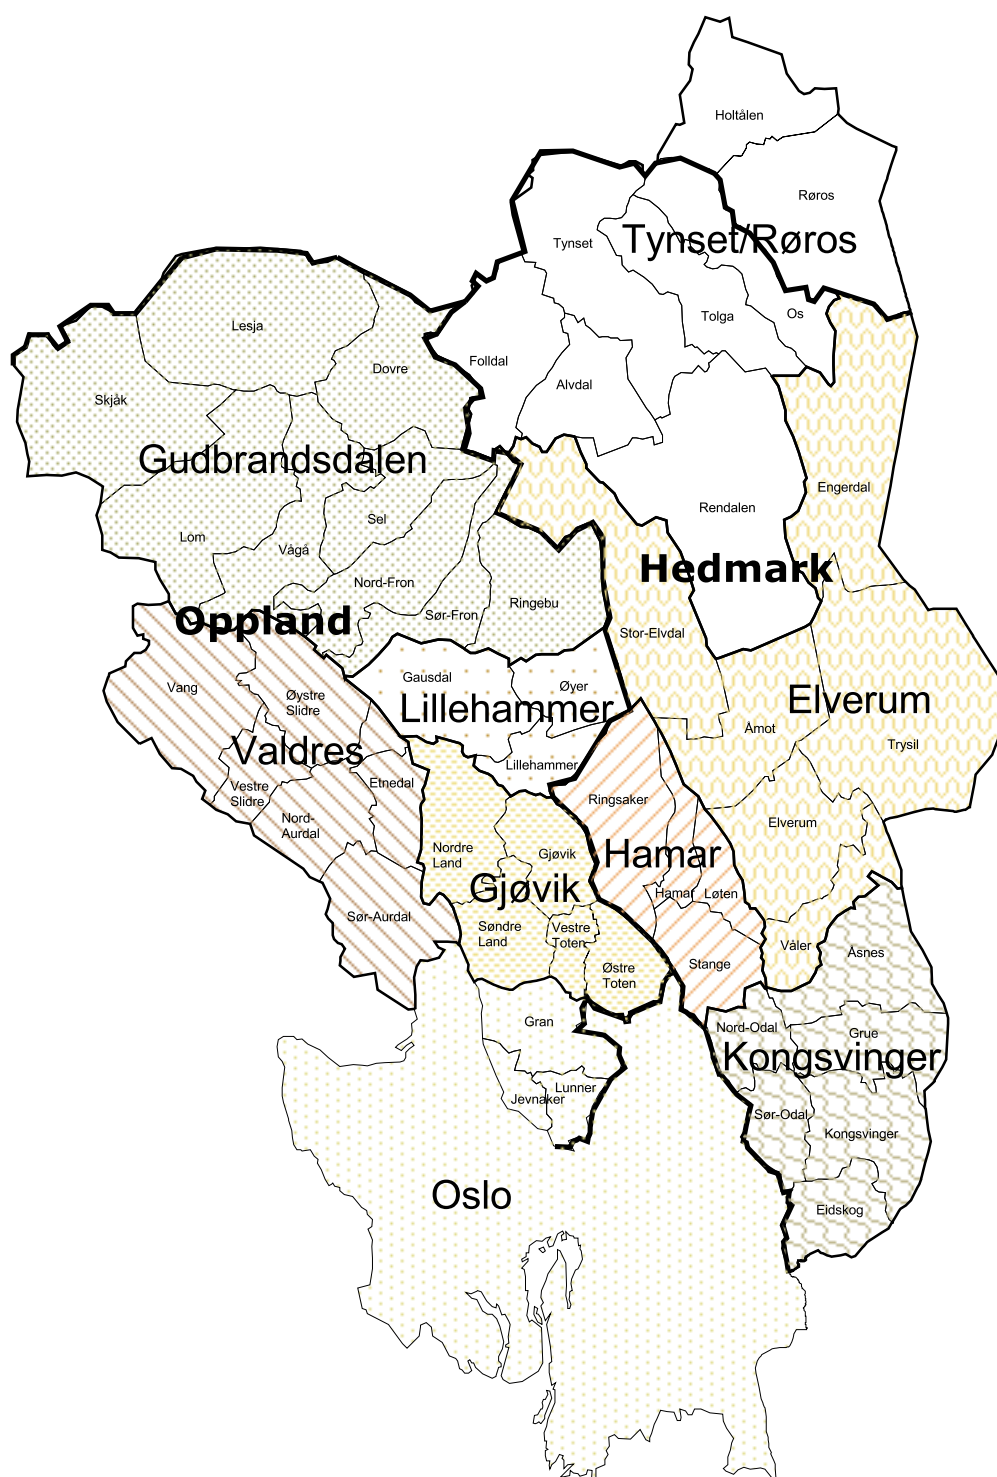 Holtålen
Røros
Tynset
Tynset/Røros
Lesja
Tolga
Os
Folldal
Dovre
Alvdal
Skjåk
Gudbrandsdalen
Engerdal
Rendalen
Sel
Lom
Vågå
Hedmark
Nord-Fron
Ringebu
Sør-Fron
Oppland
Stor-Elvdal
Gausdal
Vang
Øyer
Øystre
Slidre
Elverum
Lillehammer
Åmot
Trysil
Valdres
Lillehammer
Etnedal
Vestre
Slidre
Ringsaker
Nord-
Aurdal
Elverum
Nordre
Land
Gjøvik
Hamar
Gjøvik
Hamar
Løten
Sør-Aurdal
Søndre
Land
Vestre
Toten
Våler
Åsnes
Østre
Toten
Stange
Gran
Nord-Odal
Grue
Kongsvinger
Lunner
Jevnaker
Sør-Odal
Kongsvinger
Oslo
Eidskog